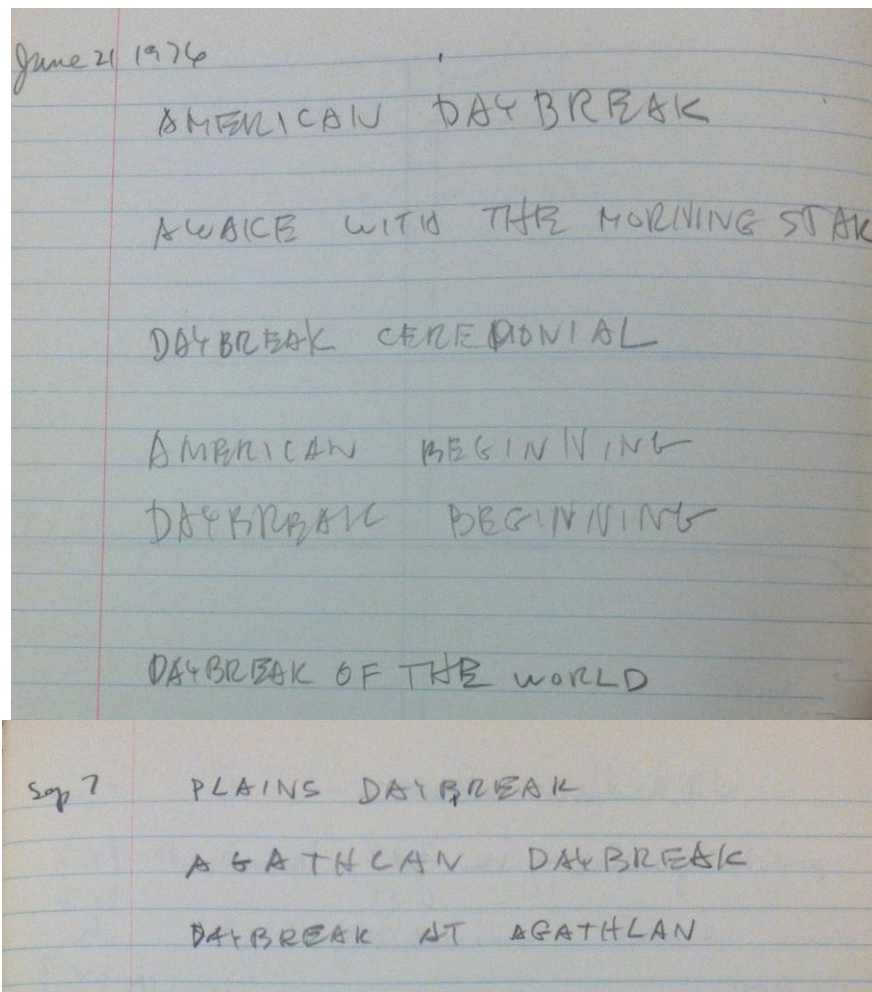 June 21 1976
AMERICAN DAYBREAK
AWAKE WITH THE MORNING STAR
DAYBREAK CEREMONIAL
AMERICAN BEGINNING
DAYBREAK BEGINNING
DAYBREAK OF THE WORLD
Sep 7 PLAINS DAYBREAK
AGATHLAN DAYBREAK
DAYBREAK AT AGATHLAN